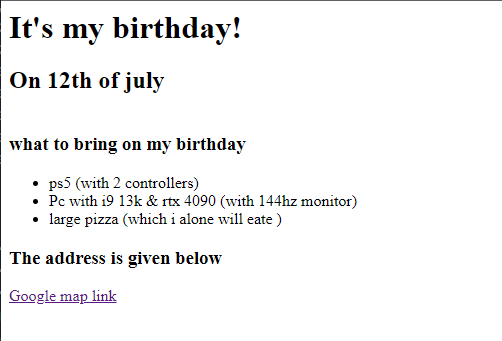 It's my birthday!
On 12th of july
what to bring on my birthday
ps5 (with 2 controllers)
Pc with i9 13k & rtx 4090 (with 144hz monitor)
large pizza (which i alone will eate )
The address is given below
Google map link